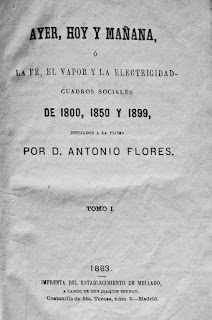 AYER, HOY Y MAÑANA,
Ó
LA FÉ, EL VAPOR Y LA ELECTRICIDAD.
CUADROS SOCIALES
DE 1800, 1850 Y 1899,
DIBUJADOS A LA PLUMA
POR D. ANTONIO FLORES.
TOMO I.
1863.
IMPRENTA DEL ESTABLECIMIENTO DE MELLADO,
A CARGO DE DON JOAQUIN BERNAT,
Costanilla de Sta. Teresa, núm. 3.—Madrid.